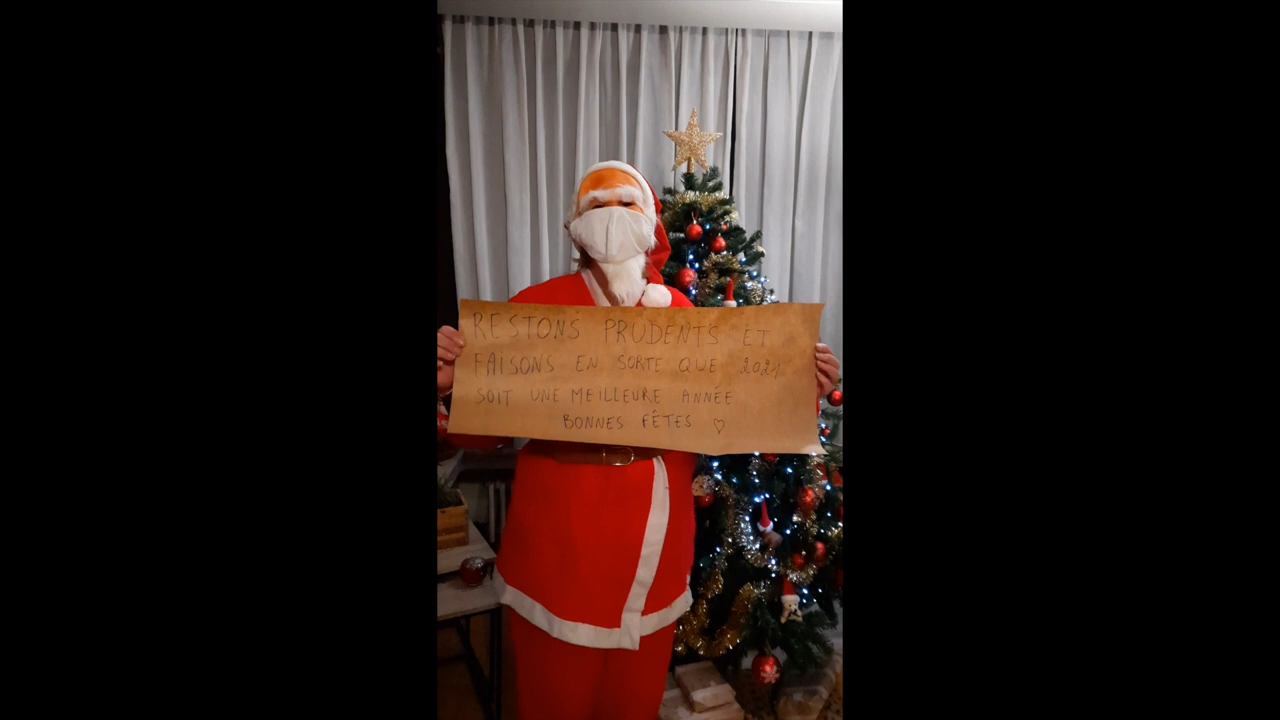 RESTONS PRUDENTS ET
FAISONS EN SORTE QUE 2021
SOIT UNE MEILLEURE ANNÉE
BONNES FÊTES ♡